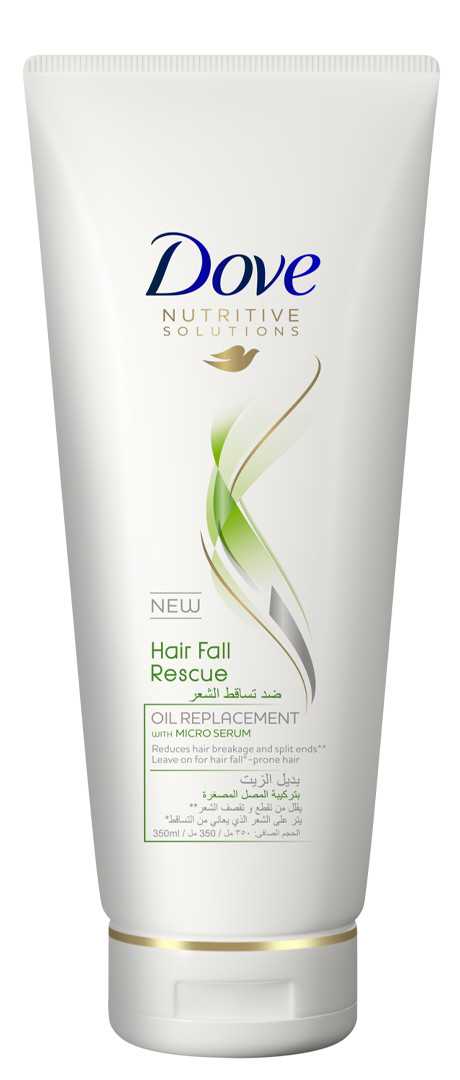 Dove
NUTRITIVE
SOLUTIONS
NEW
Hair Fall
Rescue
ضد تساقط الشعر
OIL REPLACEMENT
WITH MICRO SERUM
Reduces hair breakage and split ends**
Leave on for hair fall*-prone hair
بديل الزيت
بتركيبة المصل المصغرة
يقلل من تقطع و تقصف الشعر**
يترك على الشعر الذي يعاني من التساقط*
الحجم الصافي: ٣٥٠ مل / 350 مل / 350ml